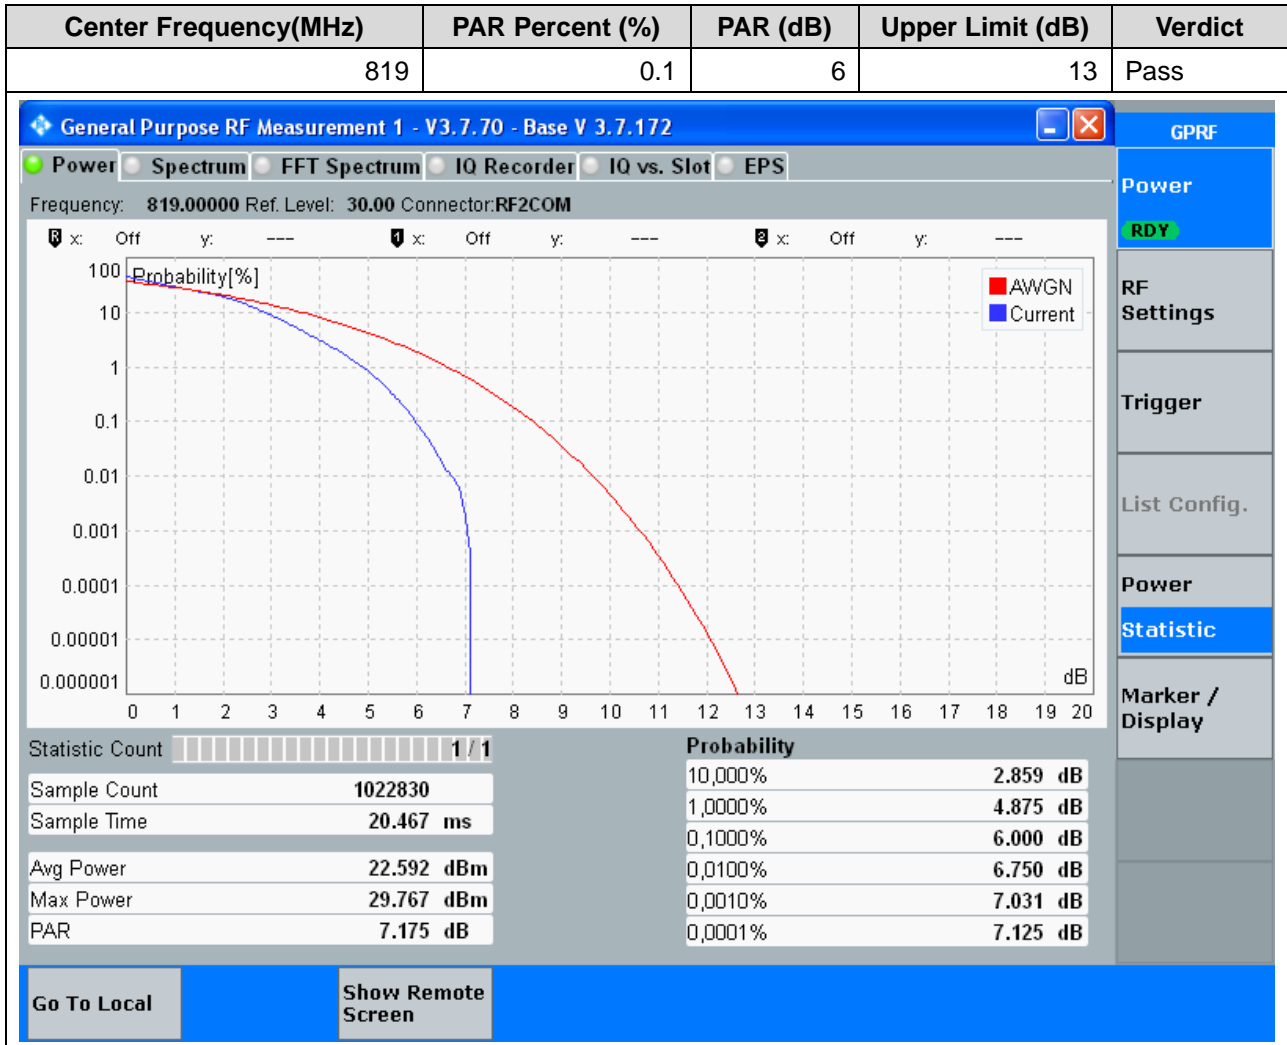 Center Frequency(MHz) PAR Percent (%) PAR (dB) Upper Limit (dB) Verdict
819 0.1 6 13 Pass
General Purpose RF Measurement 1 - V3.7.70 - Base V 3.7.172
GPRF
Power Spectrum FFT Spectrum IQ Recorder IQ vs. Slot EPS
Frequency: 819.00000 Ref. Level: 30.00 Connector:RF2COM
R x: Off y: --- 1 x: Off y: --- 2 x: Off y: ---
Probability[%]
AWGN
Current
100
10
1
0.1
0.01
0.001
0.0001
0.00001
0.000001
dB
0 1 2 3 4 5 6 7 8 9 10 11 12 13 14 15 16 17 18 19 20
Power
RDY
RF
Settings
Trigger
List Config.
Power
Statistic
Marker /
Display
Statistic Count 1 / 1
Sample Count 1022830
Sample Time 20.467 ms
Avg Power 22.592 dBm
Max Power 29.767 dBm
PAR 7.175 dB
Probability
10,000% 2.859 dB
1,0000% 4.875 dB
0,1000% 6.000 dB
0,0100% 6.750 dB
0,0010% 7.031 dB
0,0001% 7.125 dB
Go To Local
Show Remote
Screen